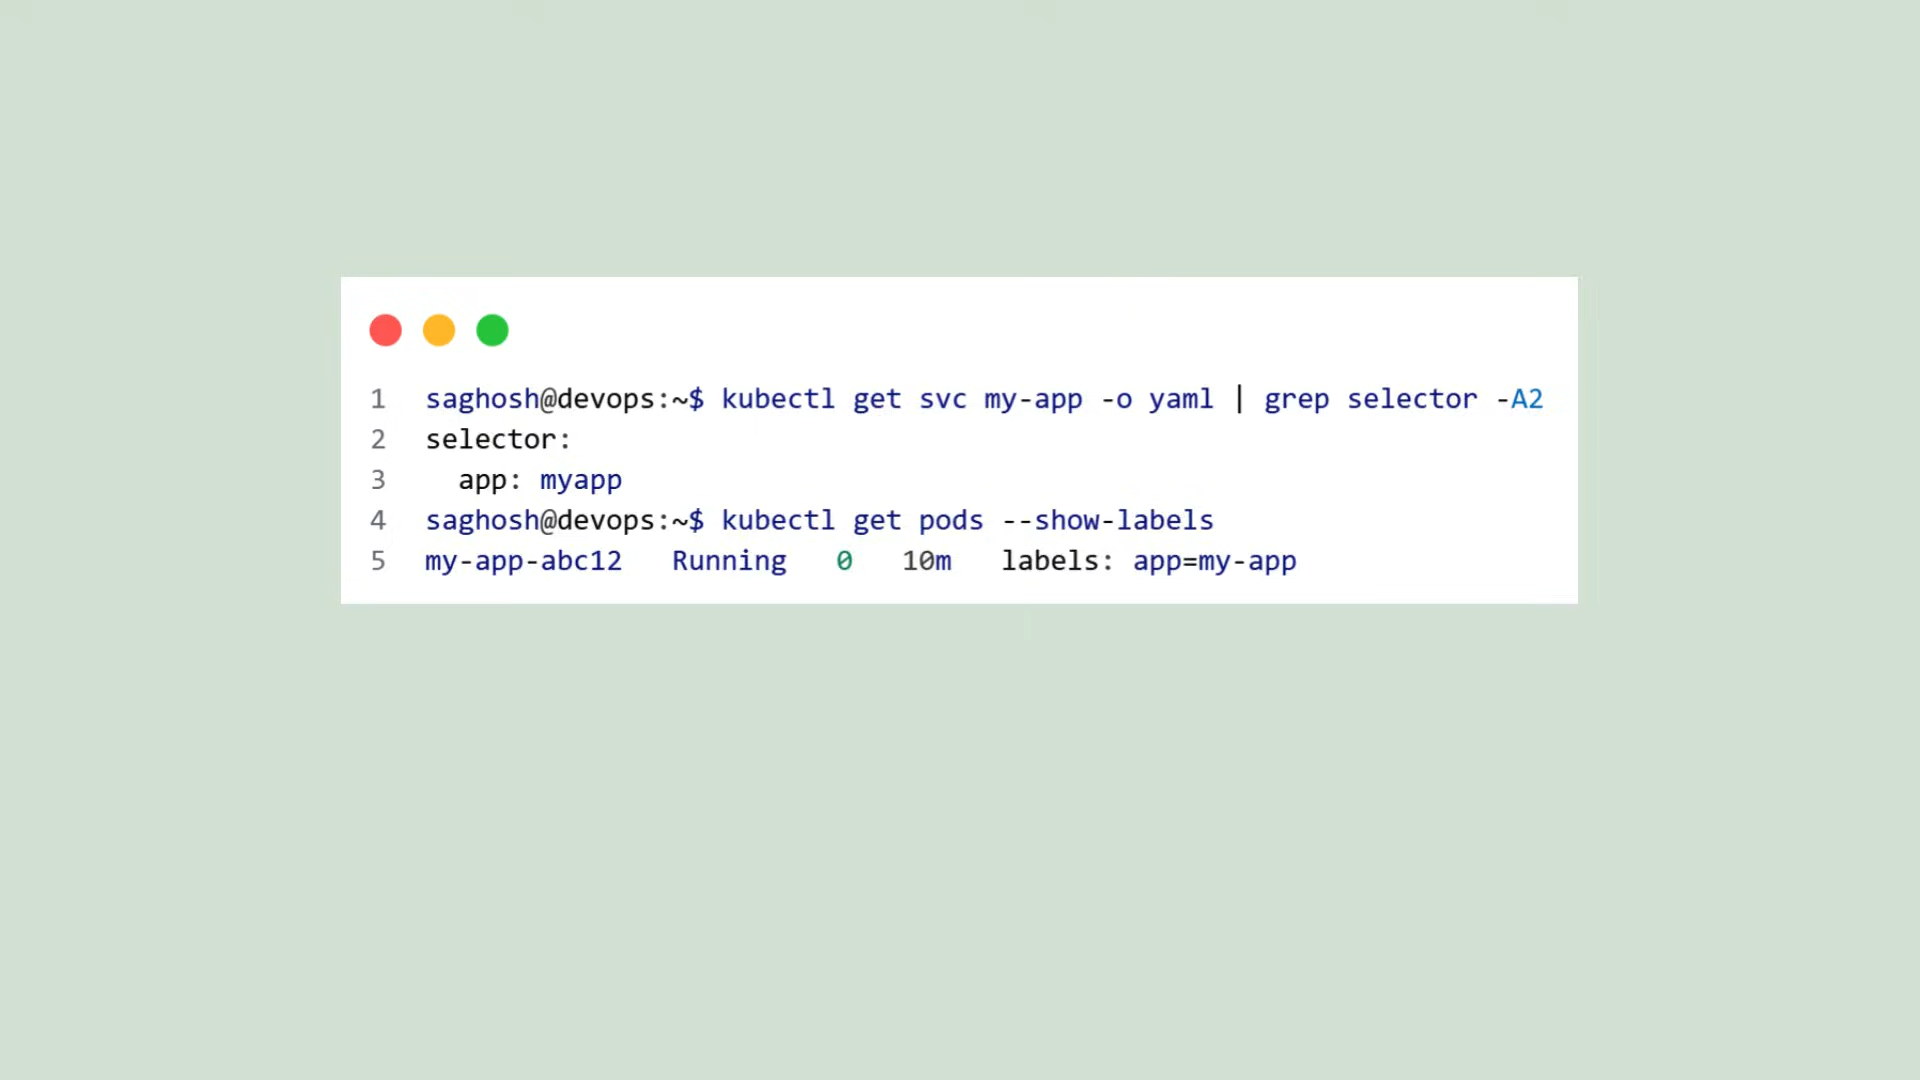 1 saghosh@devops:~$ kubectl get svc my-app -o yaml | grep selector -A2
2 selector:
3   app: myapp
4 saghosh@devops:~$ kubectl get pods --show-labels
5 my-app-abc12   Running   0   10m   labels: app=my-app